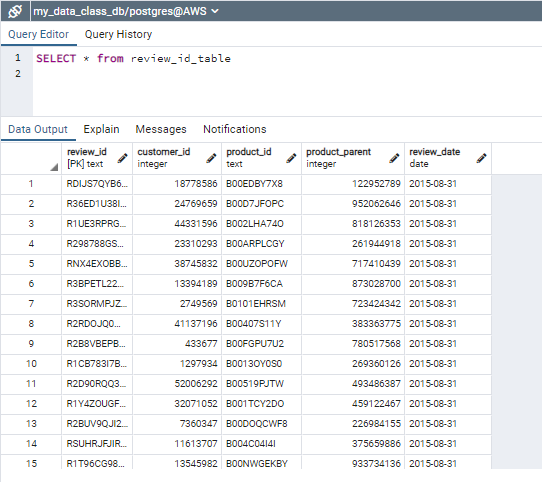 my_data_class_db/postgres@AWS
Query Editor Query History
1 SELECT * from review_id_table
2
Data Output Explain Messages Notifications
review_id [PK] text customer_id integer product_id text product_parent integer review_date date
1 RDIJS7QYB6... 18778586 B00EDBY7X8 122952789 2015-08-31
2 R36ED1U38I... 24769659 B00D7JFOPC 952062646 2015-08-31
3 R1UE3RPRG... 44331596 B002LHA74O 818126353 2015-08-31
4 R298788GS... 23310293 B00ARPLCGY 261944918 2015-08-31
5 RNX4EXOBB... 38745832 B00UZOPOFW 717410439 2015-08-31
6 R3BPETL22... 13394189 B009B7F6CA 873028700 2015-08-31
7 R3SORMPJZ... 2749569 B0101EHRSM 723424342 2015-08-31
8 R2RDOJQ0... 41137196 B00407S11Y 383363775 2015-08-31
9 R2B8VBEPB... 433677 B00FGPU7U2 780517568 2015-08-31
10 R1CB783I7B... 1297934 B0013OY0S0 269360126 2015-08-31
11 R2D90RQQ3... 52006292 B00519PJTW 493486387 2015-08-31
12 R1Y4ZOUGF... 32071052 B001TCY2DO 459122467 2015-08-31
13 R2BUV9QJI2... 7360347 B00DOQCWF8 226984155 2015-08-31
14 RSUHRJFJIR... 11613707 B004C04I4I 375659886 2015-08-31
15 R1T96CG98... 13545982 B00NWGEKBY 933734136 2015-08-31